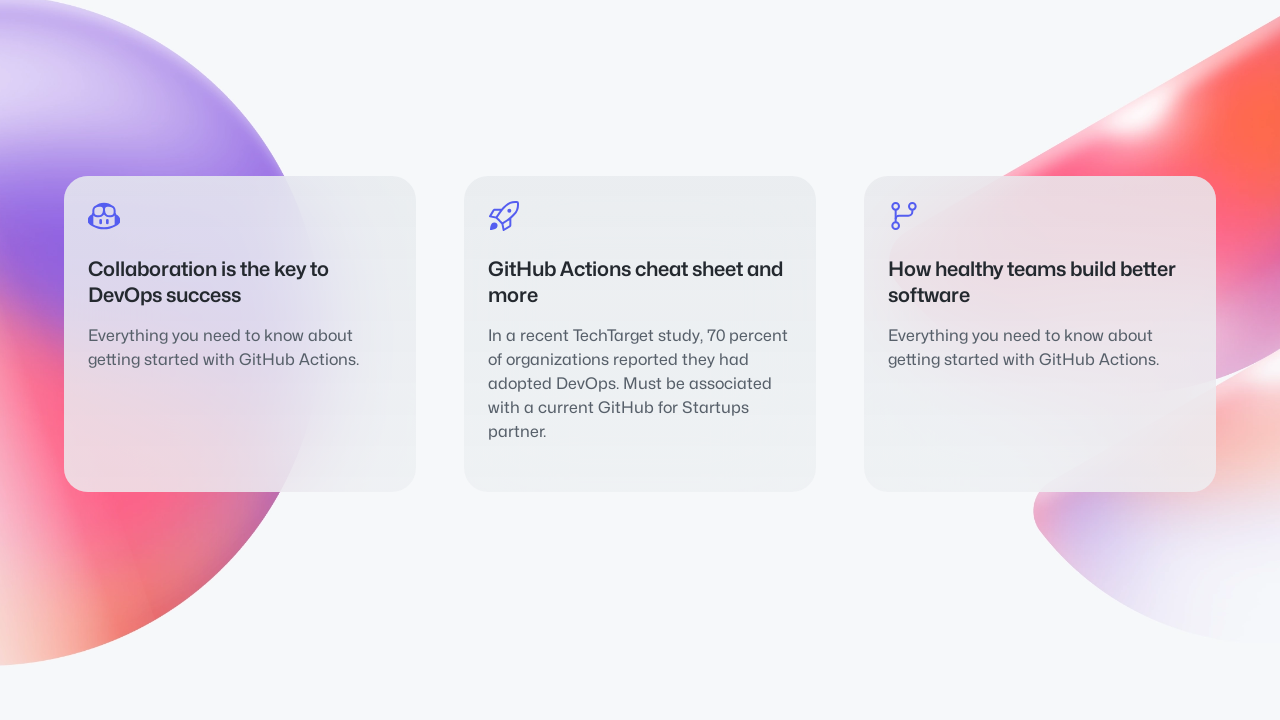 Collaboration is the key to
DevOps success
Everything you need to know about
getting started with GitHub Actions.
GitHub Actions cheat sheet and
more
In a recent TechTarget study, 70 percent
of organizations reported they had
adopted DevOps. Must be associated
with a current GitHub for Startups
partner.
How healthy teams build better
software
Everything you need to know about
getting started with GitHub Actions.